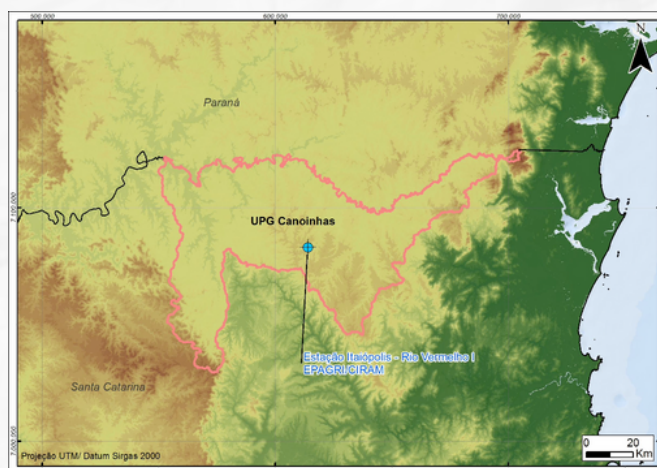 500,000
600,000
700,000
N
Paraná
7,100,000
UPG Canoinhas
Estação Itaiópolis - Rio Vermelho I
EPAGRI.CIRAM
Santa Catarina
7,000,000
Projeção UTM/ Datum Sirgas 2000
0 20
Km